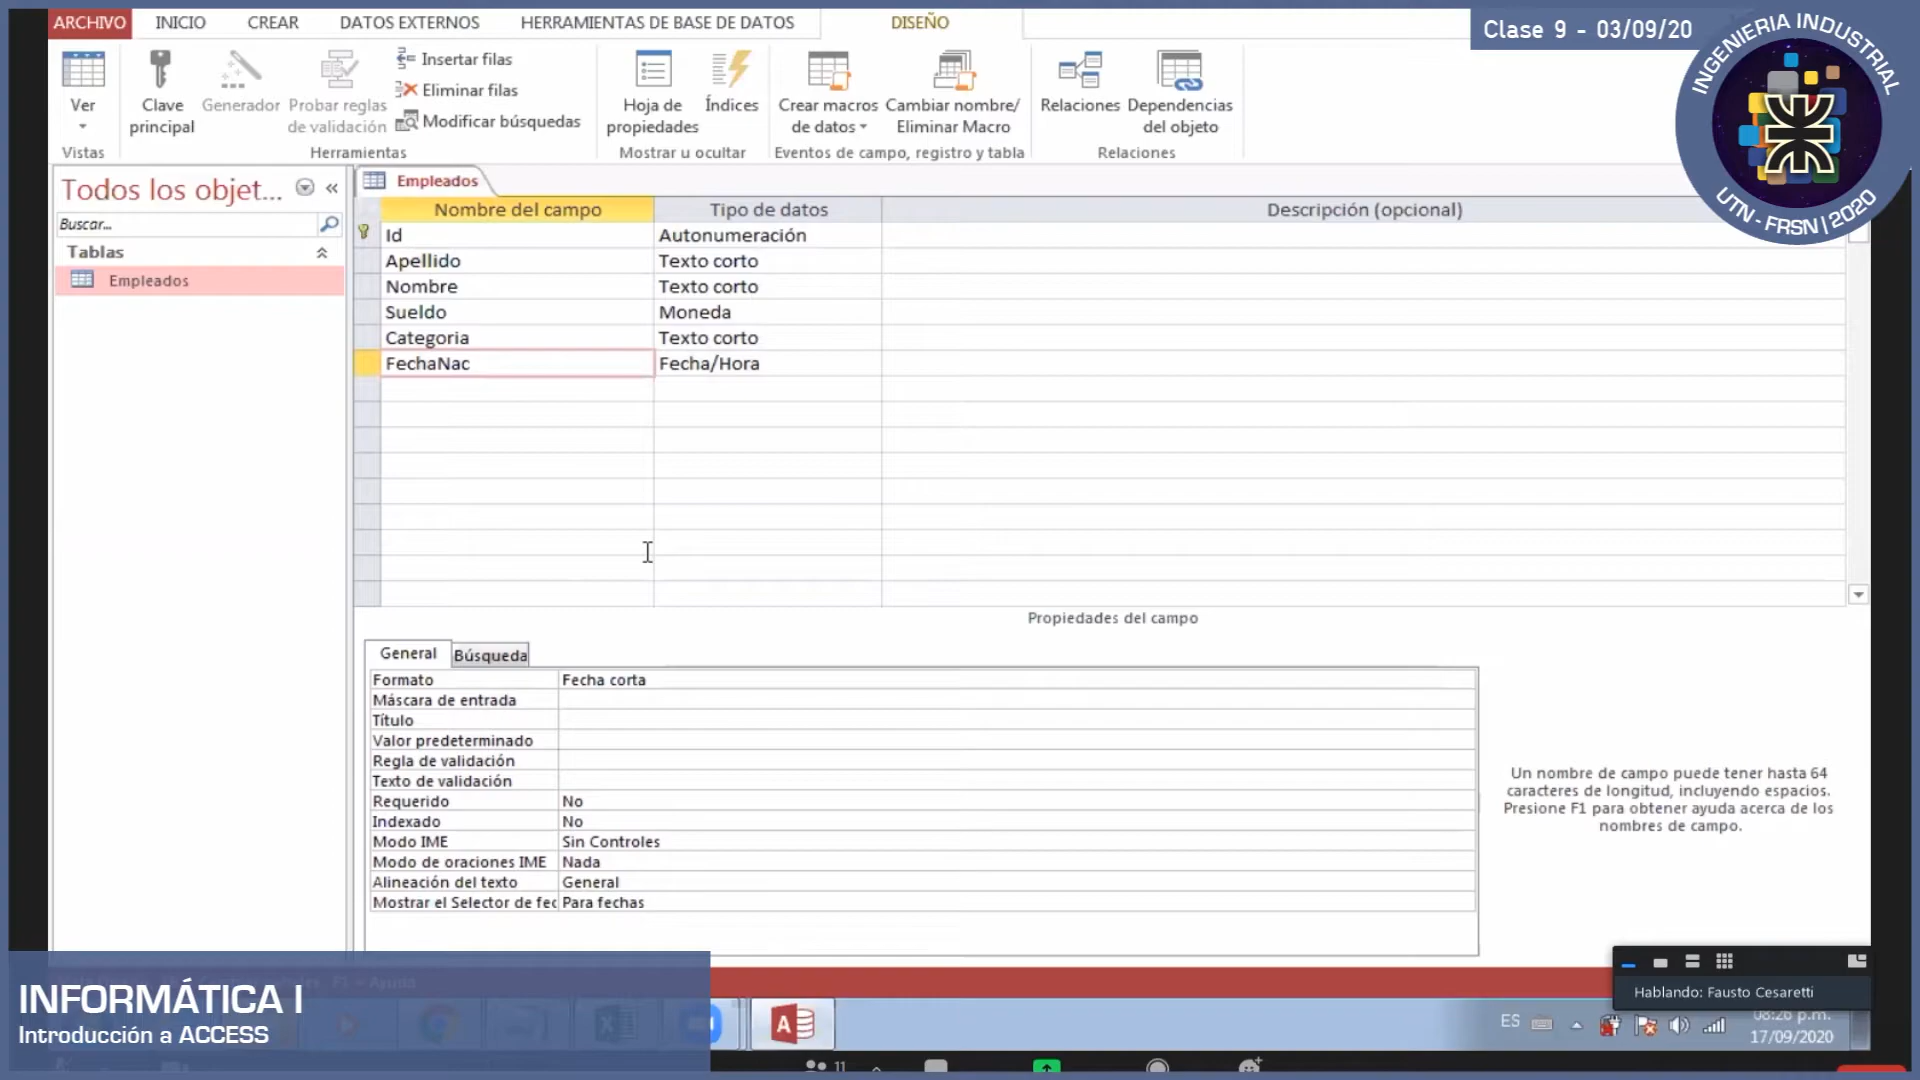 ARCHIVO INICIO CREAR DATOS EXTERNOS HERRAMIENTAS DE BASE DE DATOS DISEÑO
Clase 9 - 03/09/20
INGENIERIA INDUSTRIAL
UTN - FRSN | 2020
Ver
Clave principal
Generador
Probar reglas de validación
Insertar filas
Eliminar filas
Modificar búsquedas
Hoja de propiedades
Índices
Crear macros de datos
Cambiar nombre/ Eliminar Macro
Relaciones
Dependencias del objeto
Vistas Herramientas Mostrar u ocultar Eventos de campo, registro y tabla Relaciones
Todos los objet... «
Buscar...
Tablas
Empleados
Empleados
Nombre del campo Tipo de datos Descripción (opcional)
Id Autonumeración
Apellido Texto corto
Nombre Texto corto
Sueldo Moneda
Categoria Texto corto
FechaNac Fecha/Hora
Propiedades del campo
General Búsqueda
Formato Fecha corta
Máscara de entrada
Título
Valor predeterminado
Regla de validación
Texto de validación
Requerido No
Indexado No
Modo IME Sin Controles
Modo de oraciones IME Nada
Alineación del texto General
Mostrar el Selector de fec Para fechas
Un nombre de campo puede tener hasta 64
caracteres de longitud, incluyendo espacios.
Presione F1 para obtener ayuda acerca de los
nombres de campo.
Hablando: Fausto Cesaretti
INFORMÁTICA I
Introducción a ACCESS
ES
08:26 p.m.
17/09/2020
11